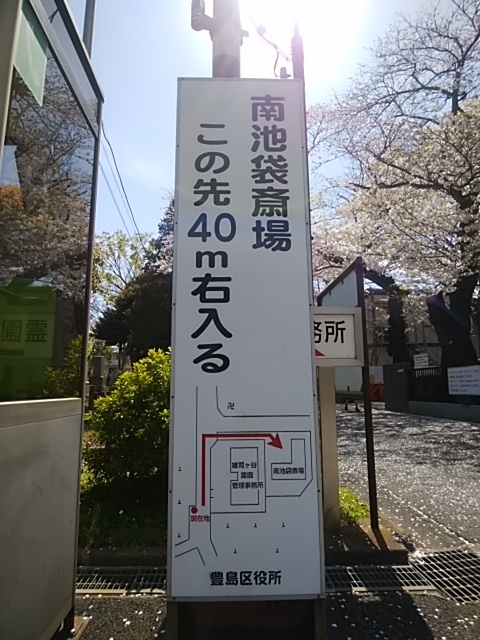 南池袋斎場
この先40m右入る
卍
雑司ヶ谷
霊園
管理事務所
南池袋斎場
現在地
豊島区役所
務所
園霊